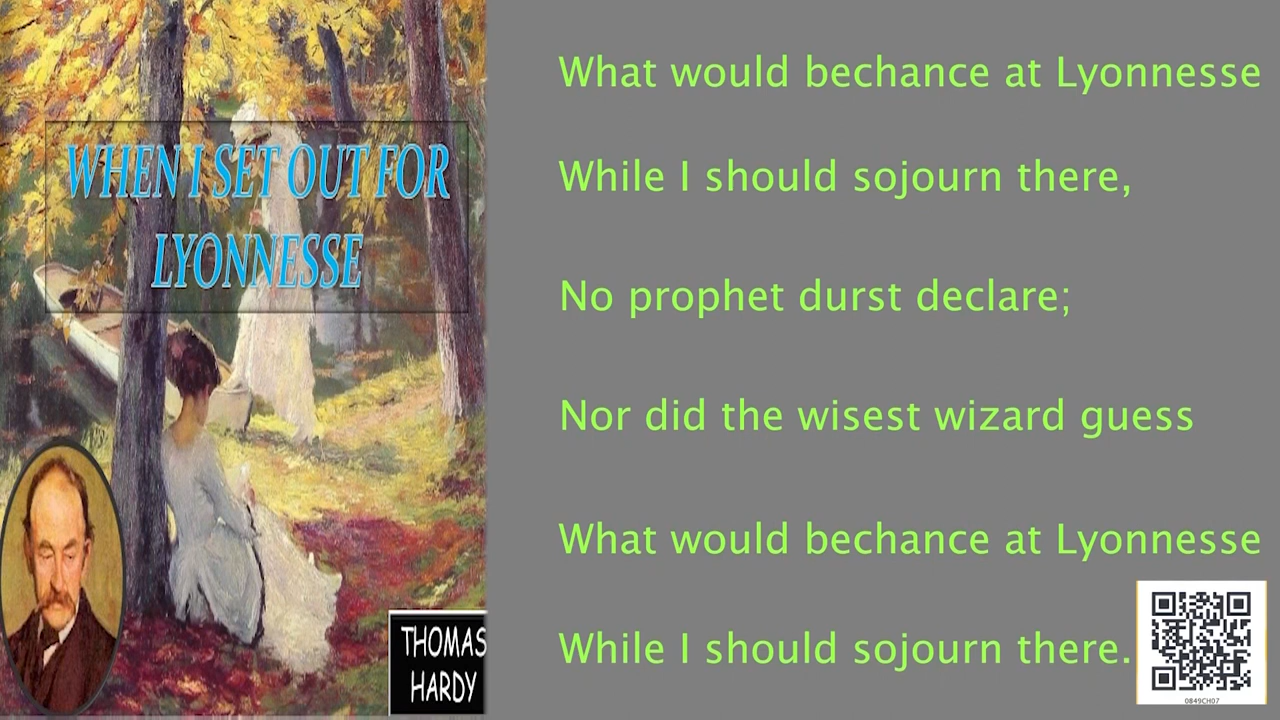 WHEN I SET OUT FOR
LYONNESSE
THOMAS
HARDY
What would bechance at Lyonnesse
While I should sojourn there,
No prophet durst declare;
Nor did the wisest wizard guess
What would bechance at Lyonnesse
While I should sojourn there.
0849CH07